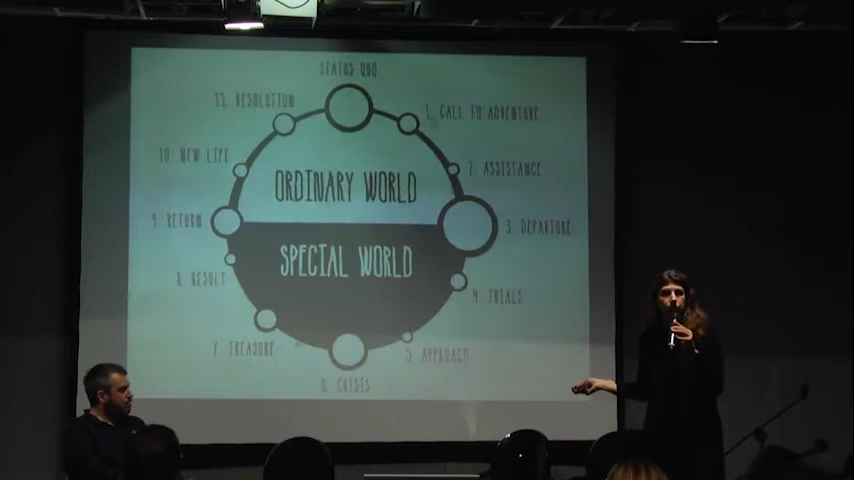 STATUS QUO
1. CALL TO ADVENTURE
2. ASSISTANCE
3. DEPARTURE
4. TRIALS
5. APPROACH
6. CRISIS
7. TREASURE
8. RESULT
9. RETURN
10. NEW LIFE
11. RESOLUTION
ORDINARY WORLD
SPECIAL WORLD